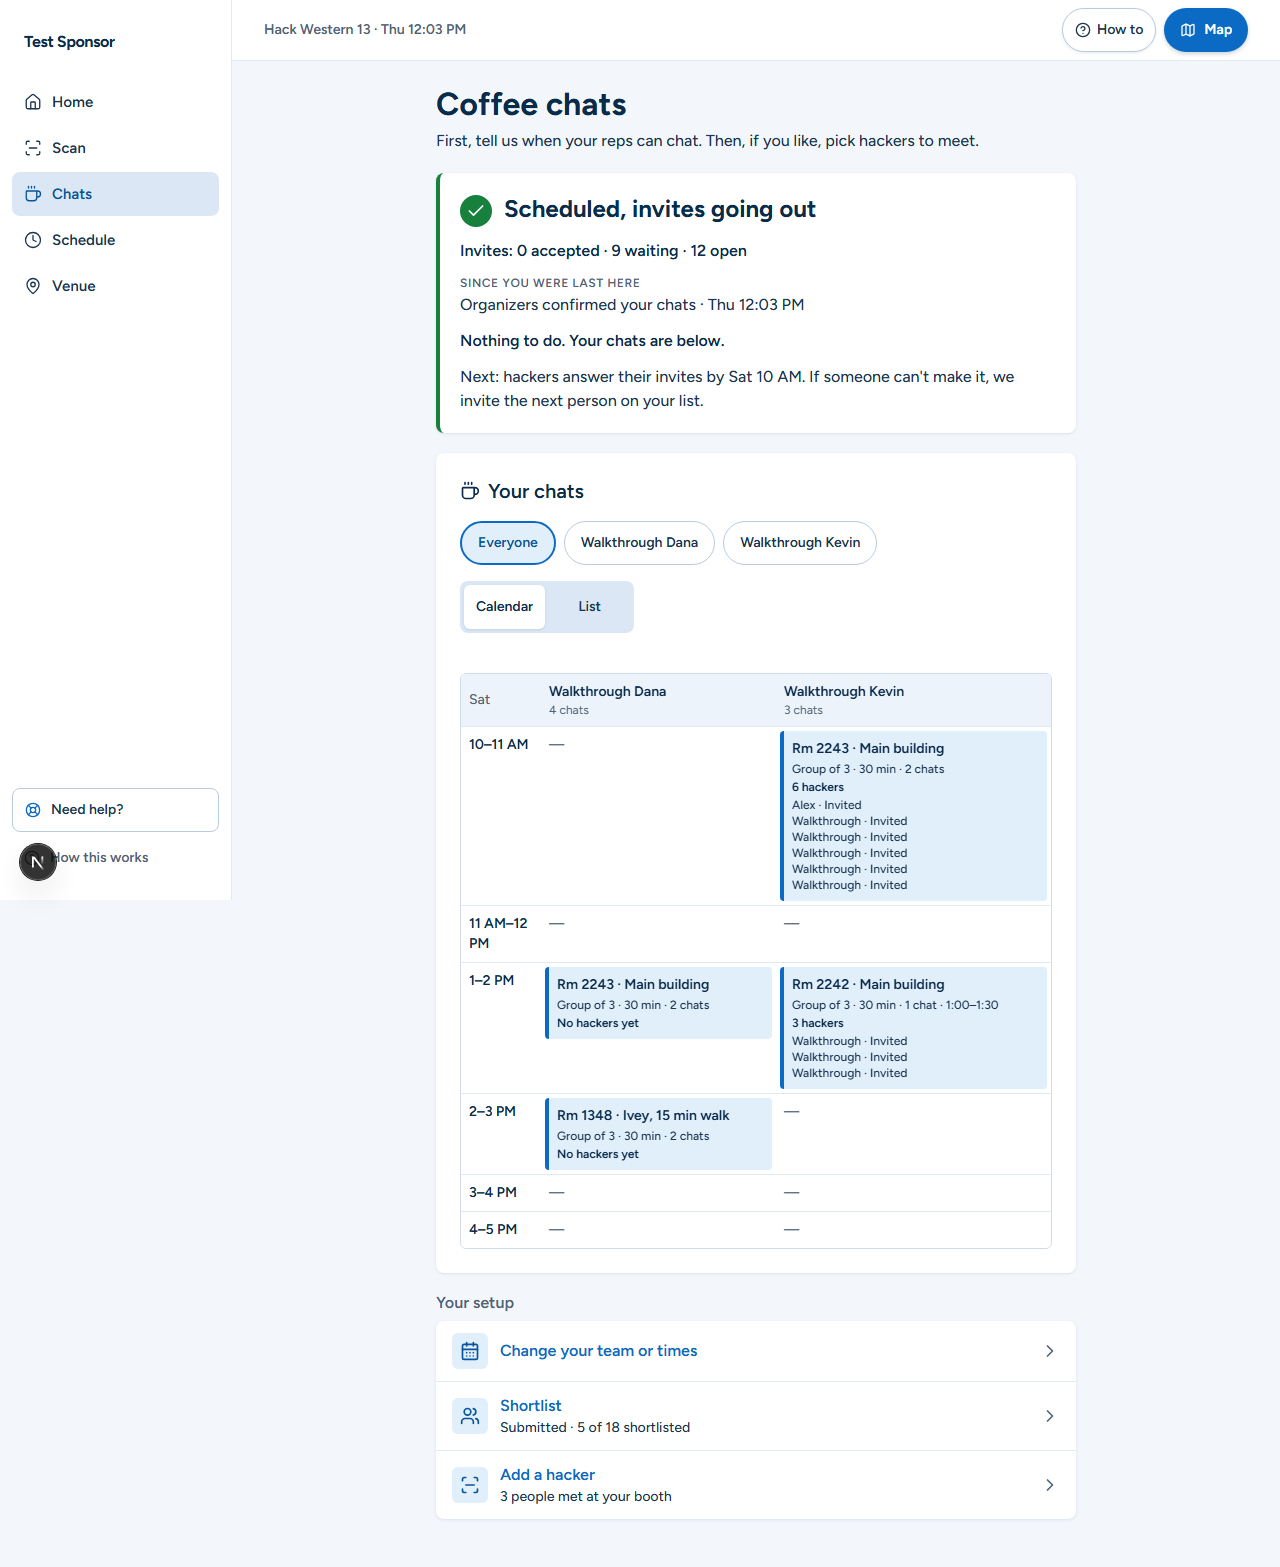 Test Sponsor
Hack Western 13 · Thu 12:03 PM
How to
Map
Home
Scan
Chats
Schedule
Venue
Need help?
How this works
Coffee chats
First, tell us when your reps can chat. Then, if you like, pick hackers to meet.
Scheduled, invites going out
Invites: 0 accepted · 9 waiting · 12 open
SINCE YOU WERE LAST HERE
Organizers confirmed your chats · Thu 12:03 PM
Nothing to do. Your chats are below.
Next: hackers answer their invites by Sat 10 AM. If someone can't make it, we
invite the next person on your list.
Your chats
Everyone
Walkthrough Dana
Walkthrough Kevin
Calendar
List
Sat
Walkthrough Dana
4 chats
Walkthrough Kevin
3 chats
10–11 AM
—
Rm 2243 · Main building
Group of 3 · 30 min · 2 chats
6 hackers
Alex · Invited
Walkthrough · Invited
Walkthrough · Invited
Walkthrough · Invited
Walkthrough · Invited
Walkthrough · Invited
11 AM–12
PM
—
—
1–2 PM
Rm 2243 · Main building
Group of 3 · 30 min · 2 chats
No hackers yet
Rm 2242 · Main building
Group of 3 · 30 min · 1 chat · 1:00–1:30
3 hackers
Walkthrough · Invited
Walkthrough · Invited
Walkthrough · Invited
2–3 PM
Rm 1348 · Ivey, 15 min walk
Group of 3 · 30 min · 2 chats
No hackers yet
—
3–4 PM
—
—
4–5 PM
—
—
Your setup
Change your team or times
Shortlist
Submitted · 5 of 18 shortlisted
Add a hacker
3 people met at your booth